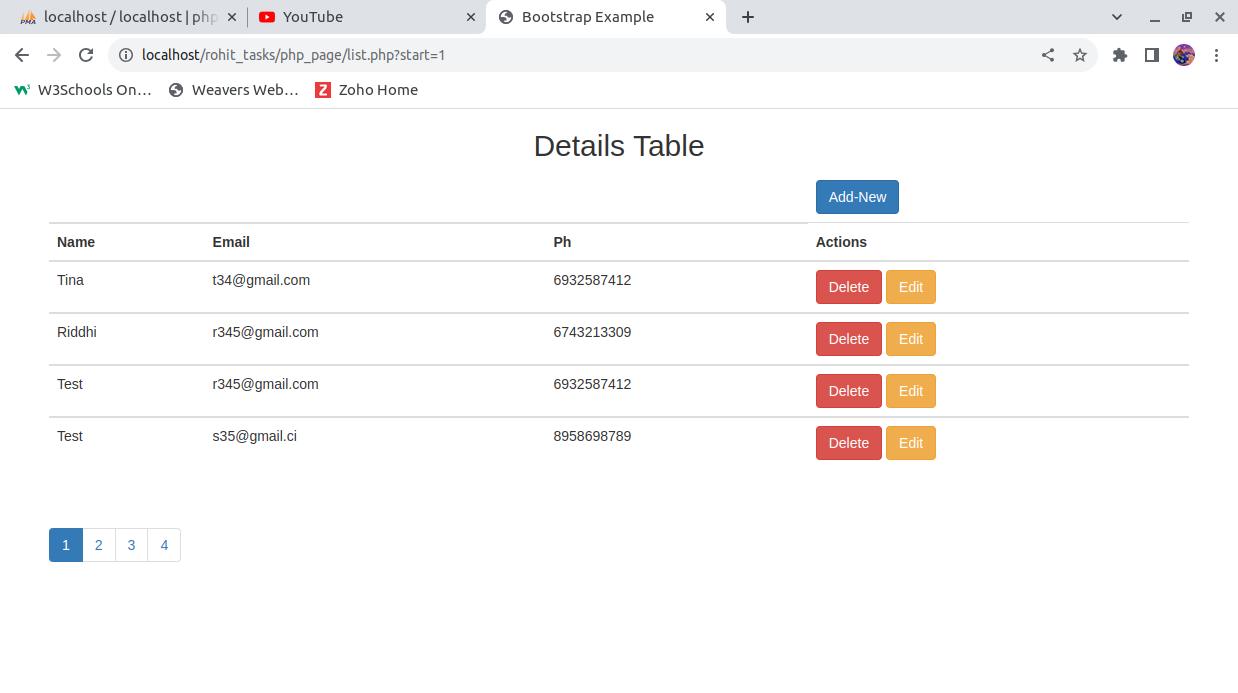 localhost / localhost | php
YouTube
Bootstrap Example
localhost/rohit_tasks/php_page/list.php?start=1
W3Schools On... Weavers Web... Zoho Home
Details Table
Add-New
Name Email Ph Actions
Tina t34@gmail.com 6932587412 Delete Edit
Riddhi r345@gmail.com 6743213309 Delete Edit
Test r345@gmail.com 6932587412 Delete Edit
Test s35@gmail.ci 8958698789 Delete Edit
1 2 3 4